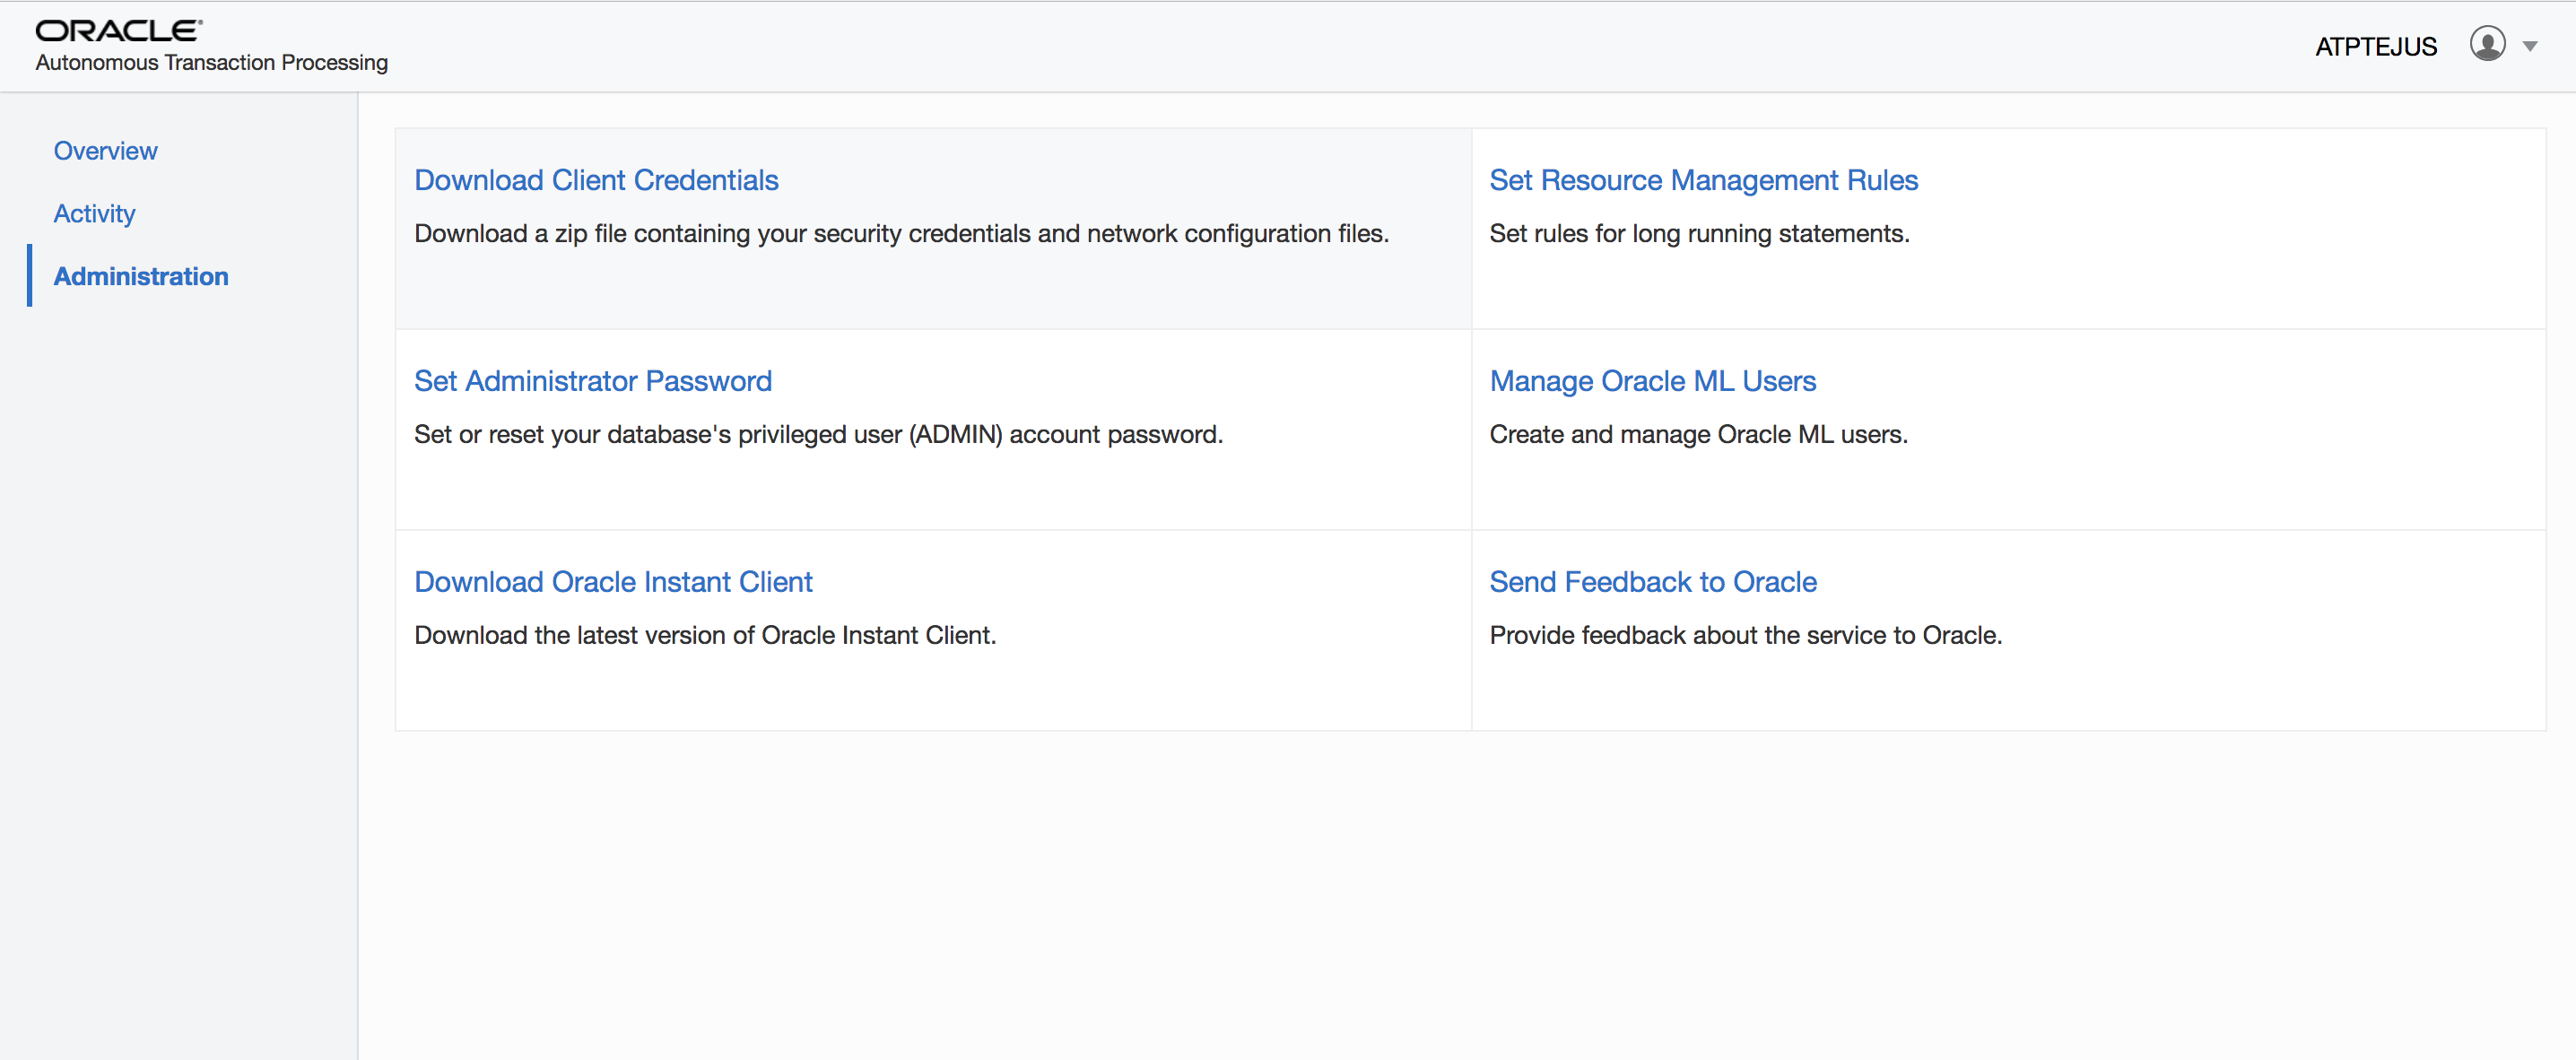 ORACLE®
Autonomous Transaction Processing
ATPTEJUS
Overview
Activity
Administration
Download Client Credentials
Download a zip file containing your security credentials and network configuration files.
Set Resource Management Rules
Set rules for long running statements.
Set Administrator Password
Set or reset your database's privileged user (ADMIN) account password.
Manage Oracle ML Users
Create and manage Oracle ML users.
Download Oracle Instant Client
Download the latest version of Oracle Instant Client.
Send Feedback to Oracle
Provide feedback about the service to Oracle.